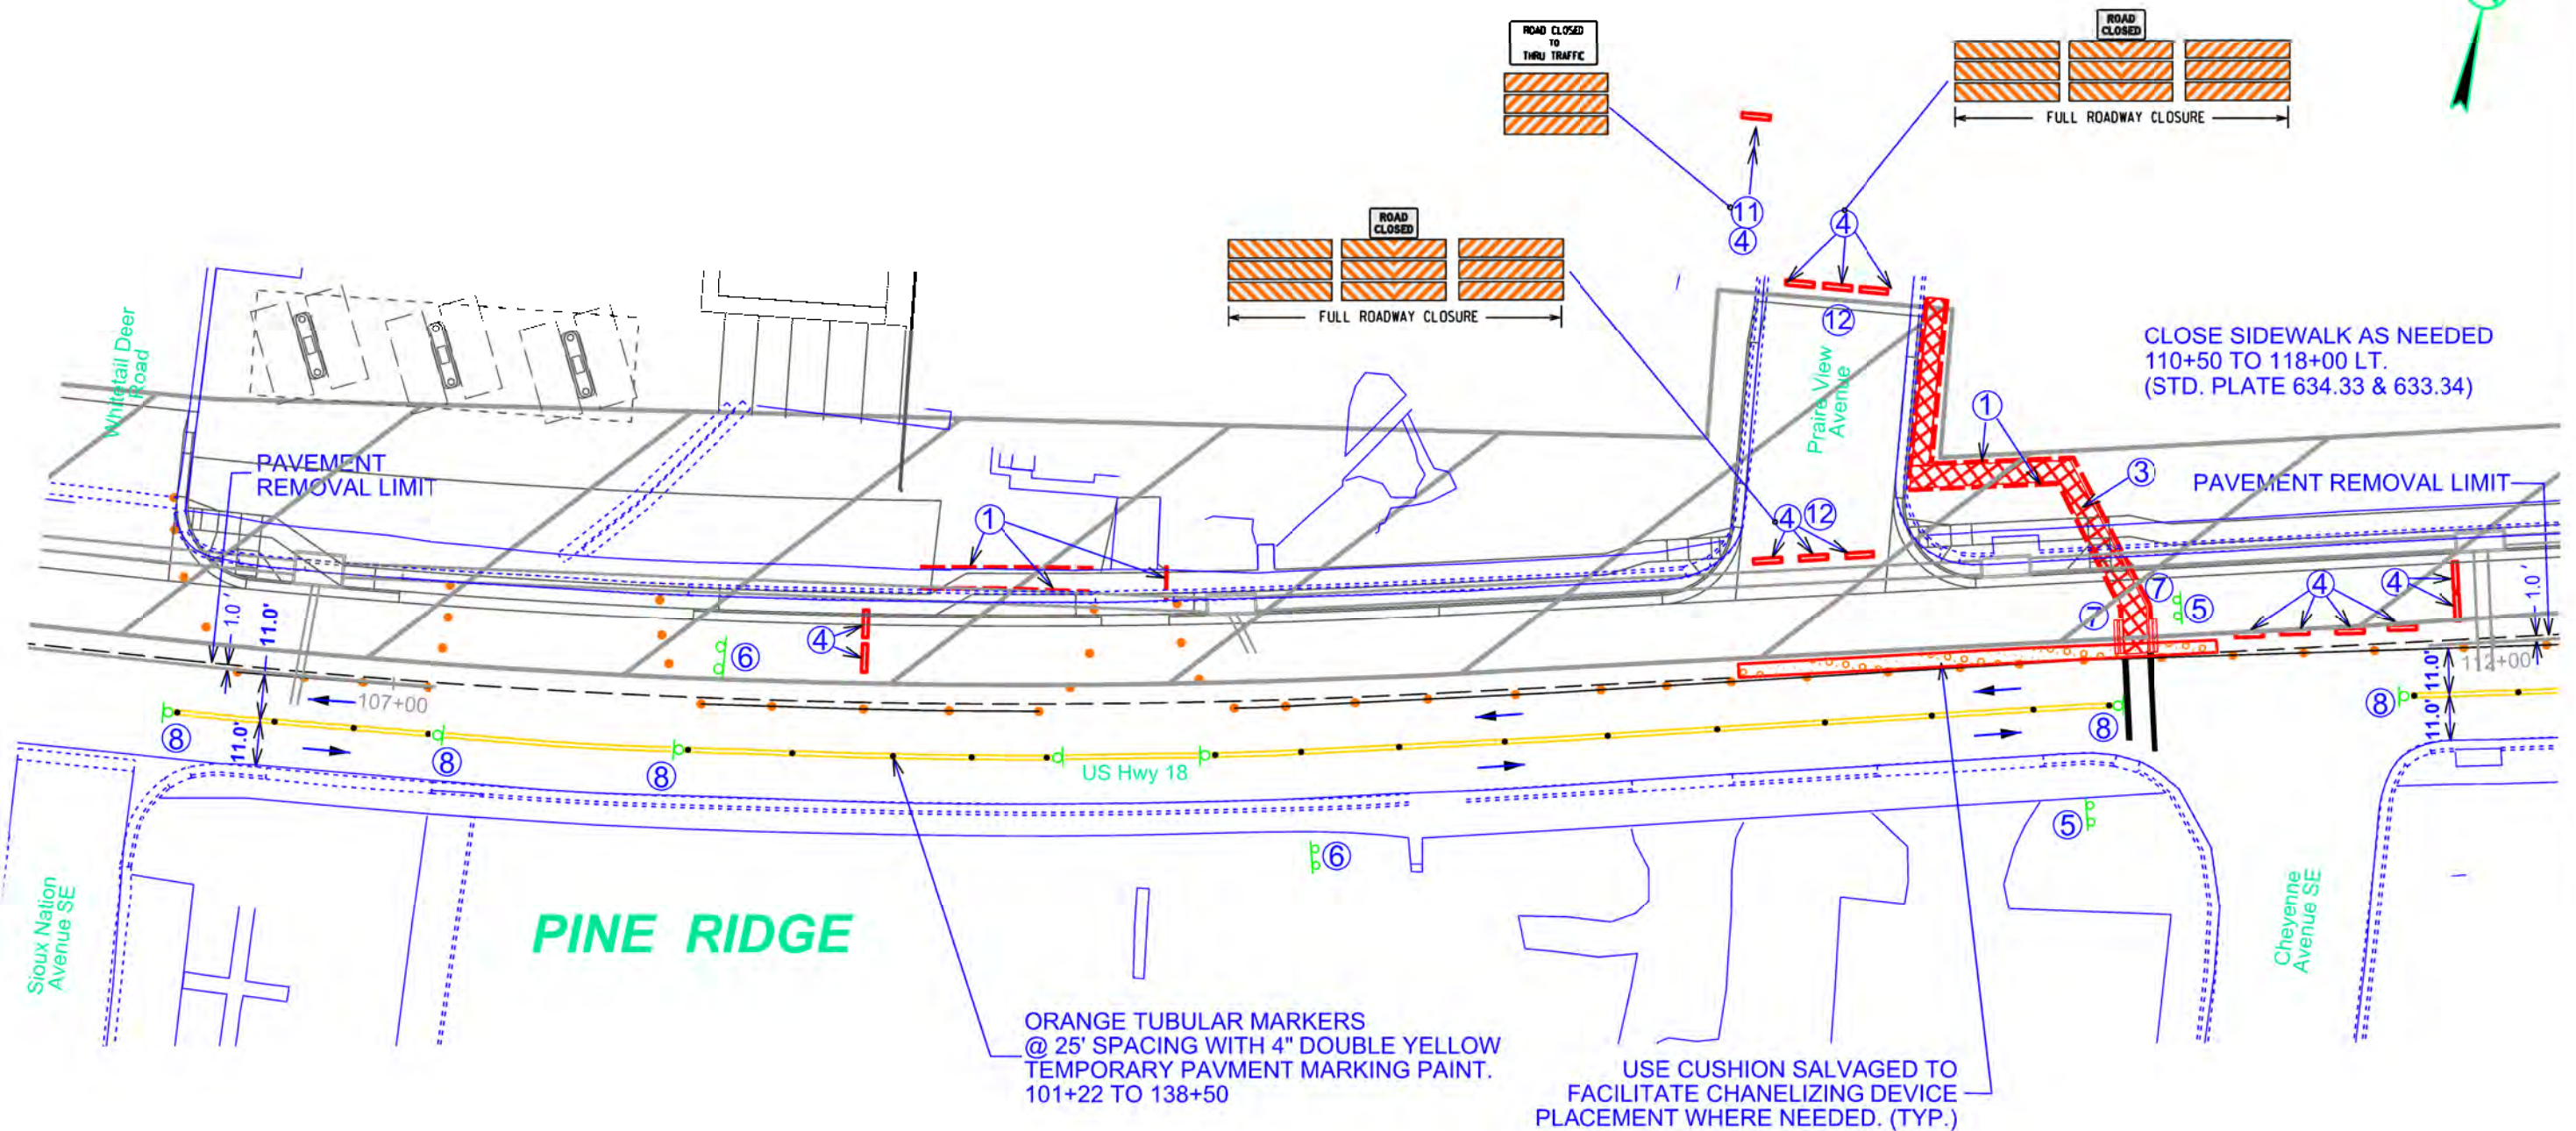 ROAD CLOSED
TO
THRU TRAFFIC
ROAD
CLOSED
FULL ROADWAY CLOSURE
11
4
4
ROAD
CLOSED
FULL ROADWAY CLOSURE
12
Whitetail Deer
Road
Praire View
Avenue
CLOSE SIDEWALK AS NEEDED
110+50 TO 118+00 LT.
(STD. PLATE 634.33 & 633.34)
PAVEMENT
REMOVAL LIMIT
1
1
3
PAVEMENT REMOVAL LIMIT
4
12
1.0'
11.0'
4
6
7
7
5
4
4
1.0'
107+00
112+00
11.0'
11.0'
11.0'
8
8
8
8
8
US Hwy 18
5
6
Sioux Nation
Avenue SE
PINE RIDGE
Cheyenne
Avenue SE
ORANGE TUBULAR MARKERS
@ 25' SPACING WITH 4" DOUBLE YELLOW
TEMPORARY PAVMENT MARKING PAINT.
101+22 TO 138+50
USE CUSHION SALVAGED TO
FACILITATE CHANELIZING DEVICE
PLACEMENT WHERE NEEDED. (TYP.)